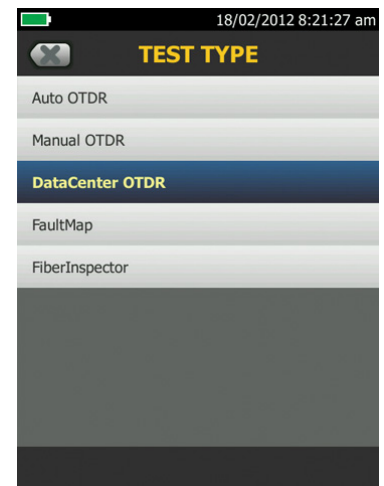 18/02/2012 8:21:27 am
TEST TYPE
Auto OTDR
Manual OTDR
DataCenter OTDR
FaultMap
FiberInspector